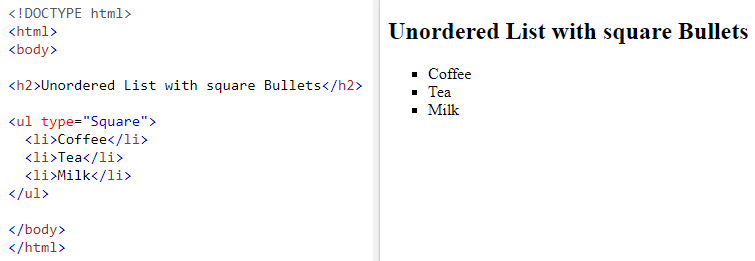 <!DOCTYPE html>
<html>
<body>

<h2>Unordered List with square Bullets</h2>

<ul type="Square">
  <li>Coffee</li>
  <li>Tea</li>
  <li>Milk</li>
</ul>

</body>
</html>
Unordered List with square Bullets
▪ Coffee
▪ Tea
▪ Milk